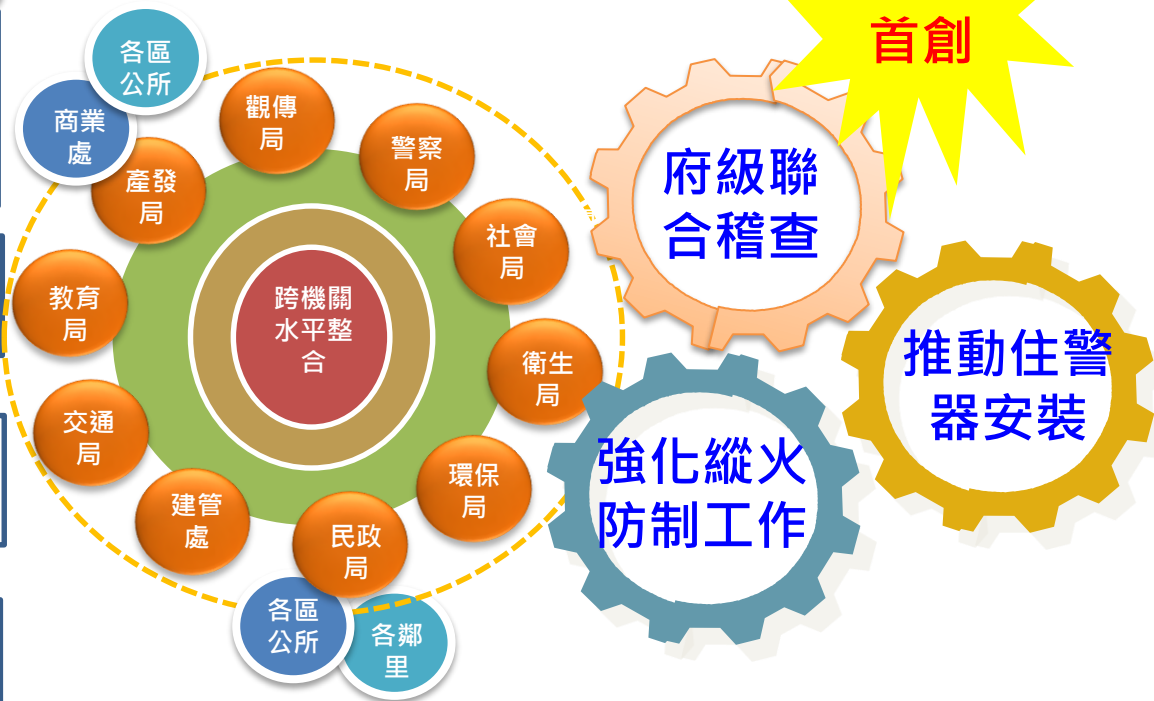 首創
各區
公所
商業
處
觀傳
局
警察
局
產發
局
社會
局
教育
局
跨機關
水平整
合
衛生
局
交通
局
環保
局
建管
處
民政
局
各區
公所
各鄰
里
府級聯
合稽查
推動住警
器安裝
強化縱火
防制工作